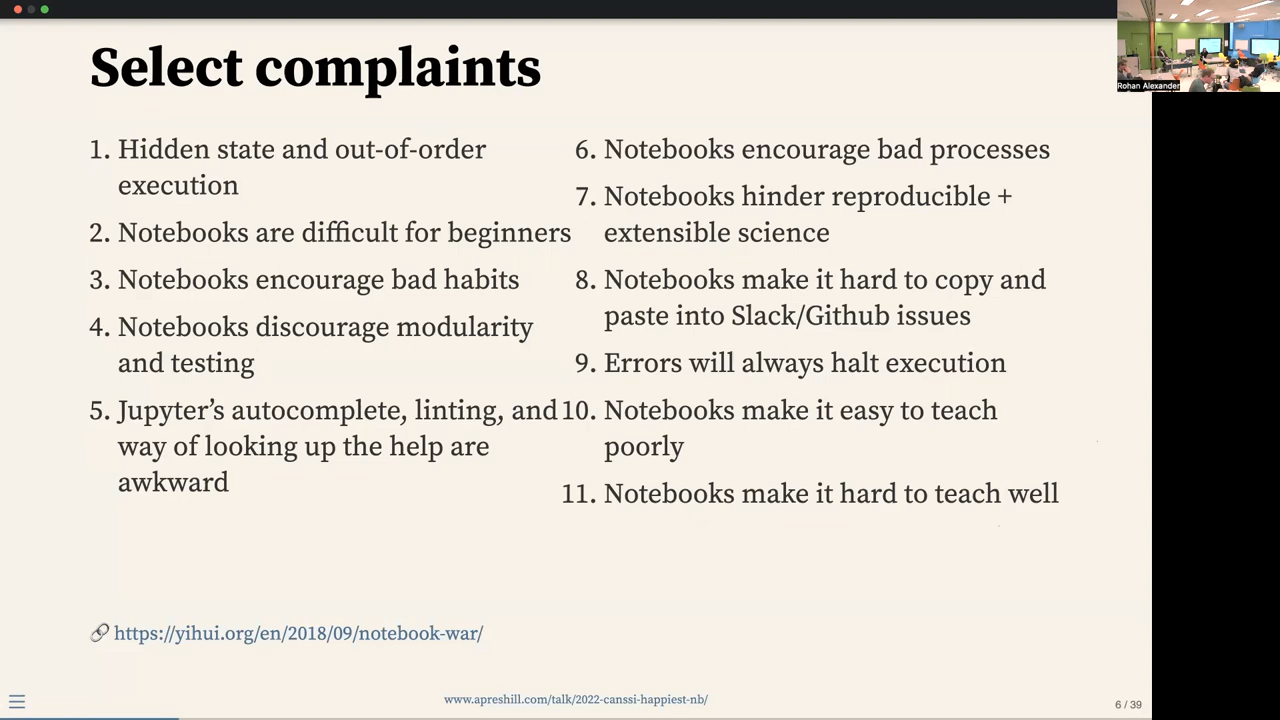 Select complaints
1. Hidden state and out-of-order
execution
2. Notebooks are difficult for beginners
3. Notebooks encourage bad habits
4. Notebooks discourage modularity
and testing
5. Jupyter’s autocomplete, linting, and
way of looking up the help are
awkward
6. Notebooks encourage bad processes
7. Notebooks hinder reproducible +
extensible science
8. Notebooks make it hard to copy and
paste into Slack/Github issues
9. Errors will always halt execution
10. Notebooks make it easy to teach
poorly
11. Notebooks make it hard to teach well
https://yihui.org/en/2018/09/notebook-war/
www.apreshill.com/talk/2022-canssi-happiest-nb/
6 / 39
Rohan Alexander